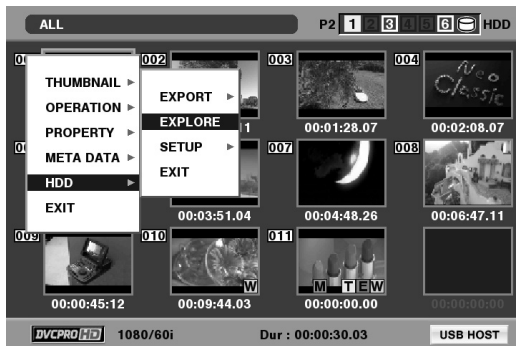 ALL
P2 1 2 3 4 5 6 HDD
002
003
004
THUMBNAIL
OPERATION
PROPERTY
META DATA
HDD
EXIT
EXPORT
EXPLORE
SETUP
EXIT
Neo
Classic
00:01:28.07
00:02:08.07
007
008
00:03:51.04
00:04:48.26
00:06:47.11
009
010
011
W
M T E W
00:00:45:12
00:09:44.03
00:00:00.00
00:00:00:00
DVCPRO HD 1080/60i
Dur : 00:00:30.03
USB HOST